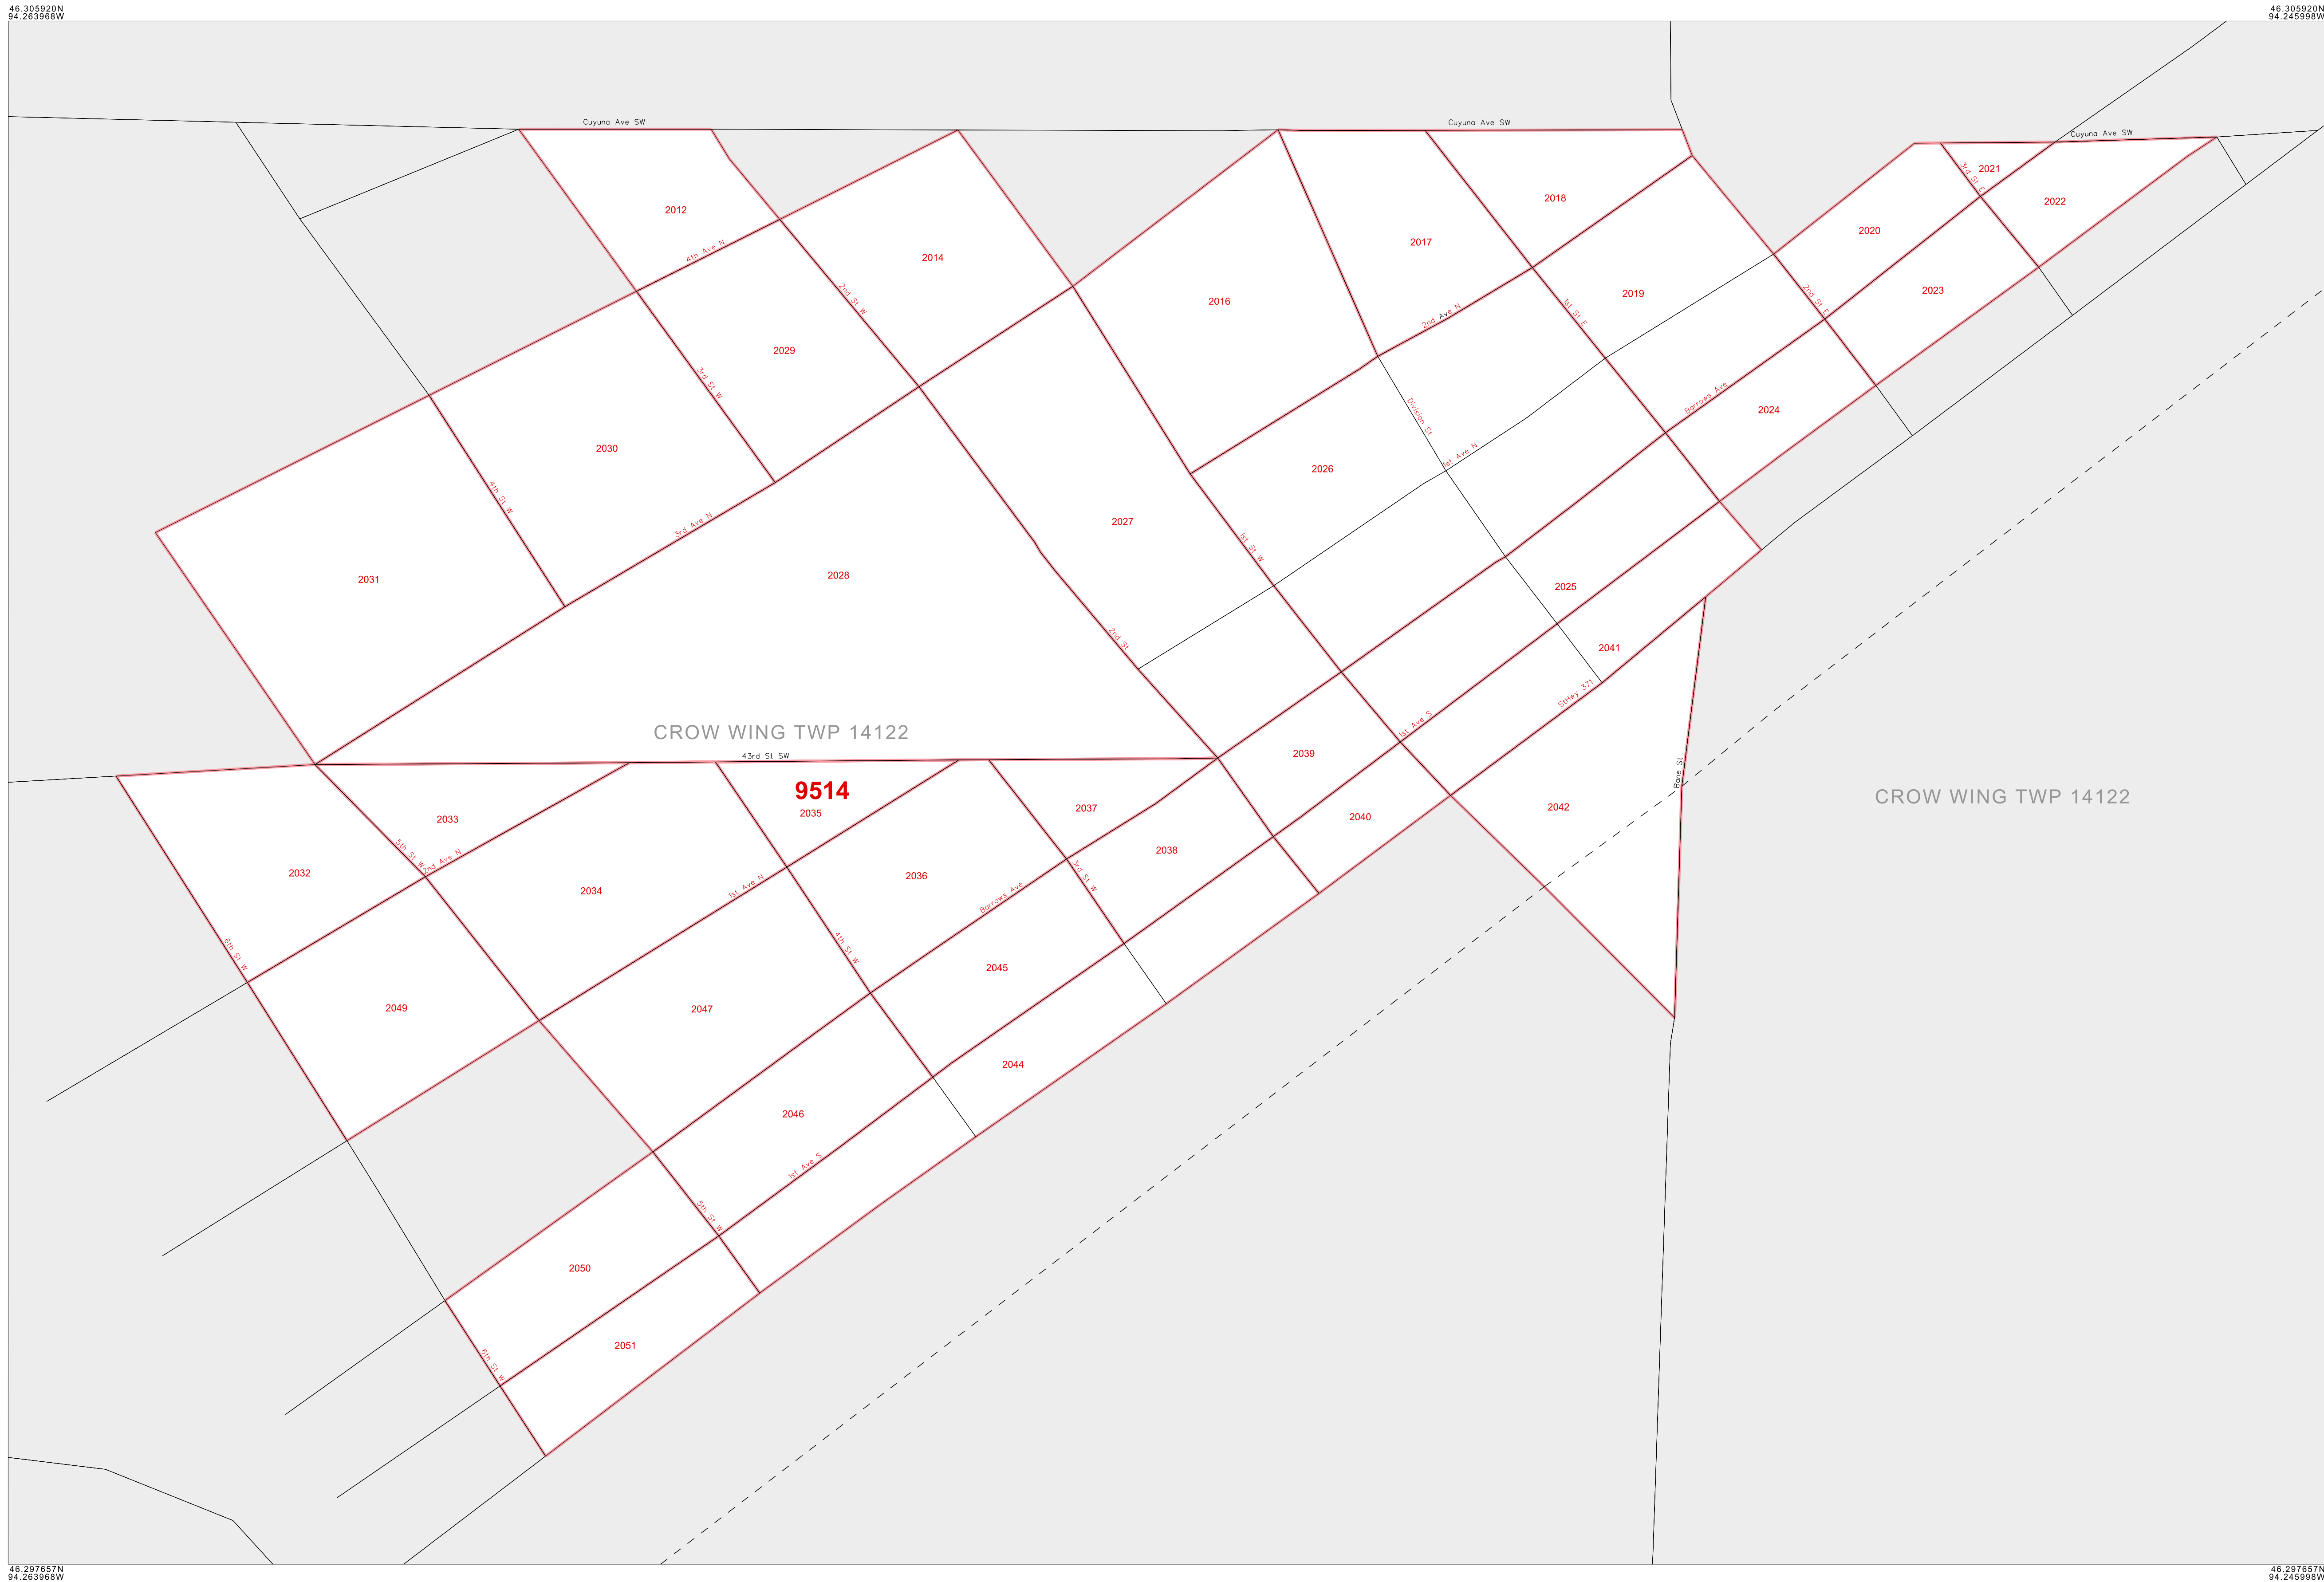 46.305920N
94.263968W
46.305920N
94.245998W
Cuyuna Ave SW
Cuyuna Ave SW
Cuyuna Ave SW
2021
3rd St E
2018
2022
2012
2020
2017
4th Ave N
2014
2023
2019
2nd St W
2016
2nd St E
1st St E
2nd Ave N
2029
3rd St W
Barrows Ave
2024
Division St
2030
1st Ave N
2026
4th St W
3rd Ave N
2027
1st St W
2031
2028
2025
2nd St
2041
StHwy 371
1st Ave S
CROW WING TWP 14122
43rd St SW
2039
Bane St
9514
2035
2037
2042
CROW WING TWP 14122
2033
2040
5th St W
2nd Ave N
2038
2032
2036
3rd St W
2034
1st Ave N
Barrows Ave
6th St W
4th St W
2045
2049
2047
2044
2046
1st Ave S
5th St W
2050
2051
6th St W
46.297657N
94.263968W
46.297657N
94.245998W